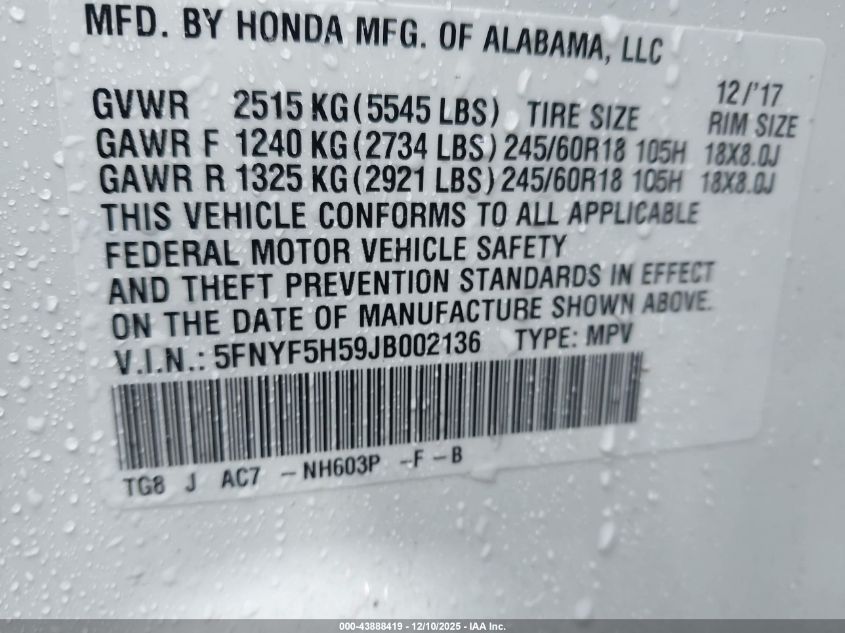 MFD. BY HONDA MFG. OF ALABAMA, LLC
12/'17
GVWR 2515 KG (5545 LBS) TIRE SIZE RIM SIZE
GAWR F 1240 KG (2734 LBS) 245/60R18 105H 18X8.0J
GAWR R 1325 KG (2921 LBS) 245/60R18 105H 18X8.0J
THIS VEHICLE CONFORMS TO ALL APPLICABLE
FEDERAL MOTOR VEHICLE SAFETY
AND THEFT PREVENTION STANDARDS IN EFFECT
ON THE DATE OF MANUFACTURE SHOWN ABOVE.
V.I.N.: 5FNYF5H59JB002136 TYPE: MPV
TG8 J AC7 -NH603P -F-B
000-43888419 - 12/10/2025 - IAA Inc.